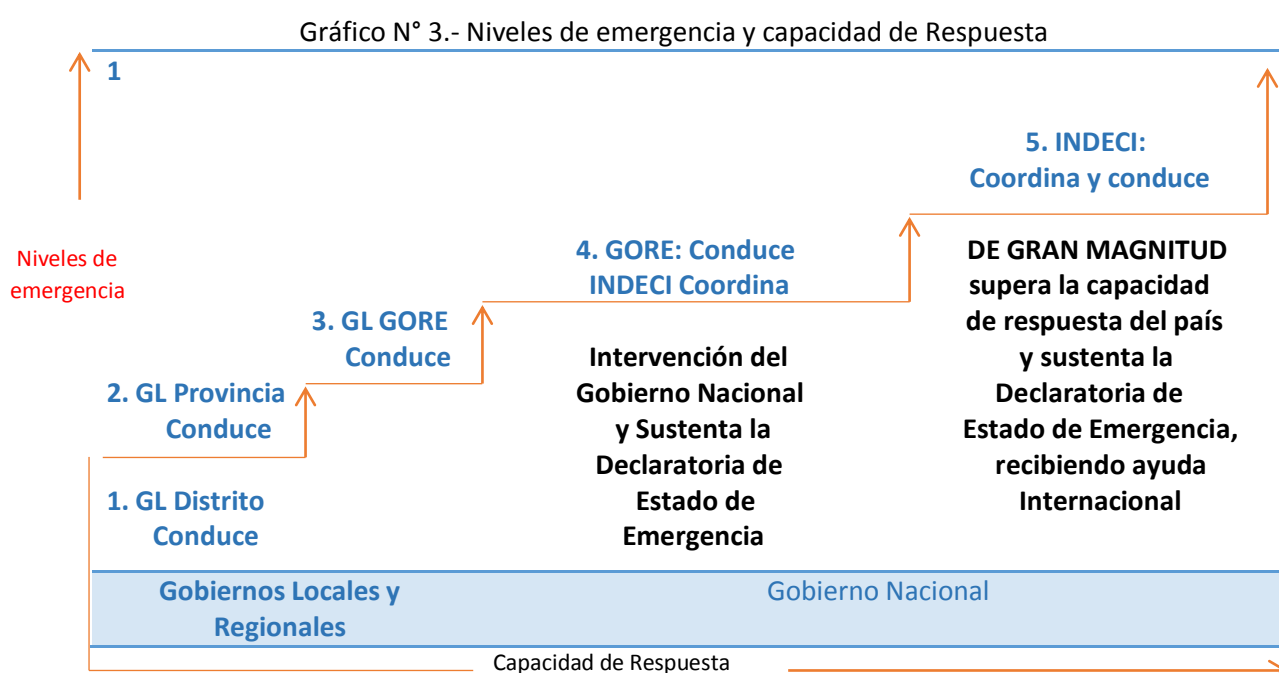 Gráfico N° 3.- Niveles de emergencia y capacidad de Respuesta
1
Niveles de
emergencia
1. GL Distrito
Conduce
2. GL Provincia
Conduce
3. GL GORE
Conduce
4. GORE: Conduce
INDECI Coordina
Intervención del
Gobierno Nacional
y Sustenta la
Declaratoria de
Estado de
Emergencia
5. INDECI:
Coordina y conduce
DE GRAN MAGNITUD
supera la capacidad
de respuesta del país
y sustenta la
Declaratoria de
Estado de Emergencia,
recibiendo ayuda
Internacional
Gobiernos Locales y
Regionales
Gobierno Nacional
Capacidad de Respuesta